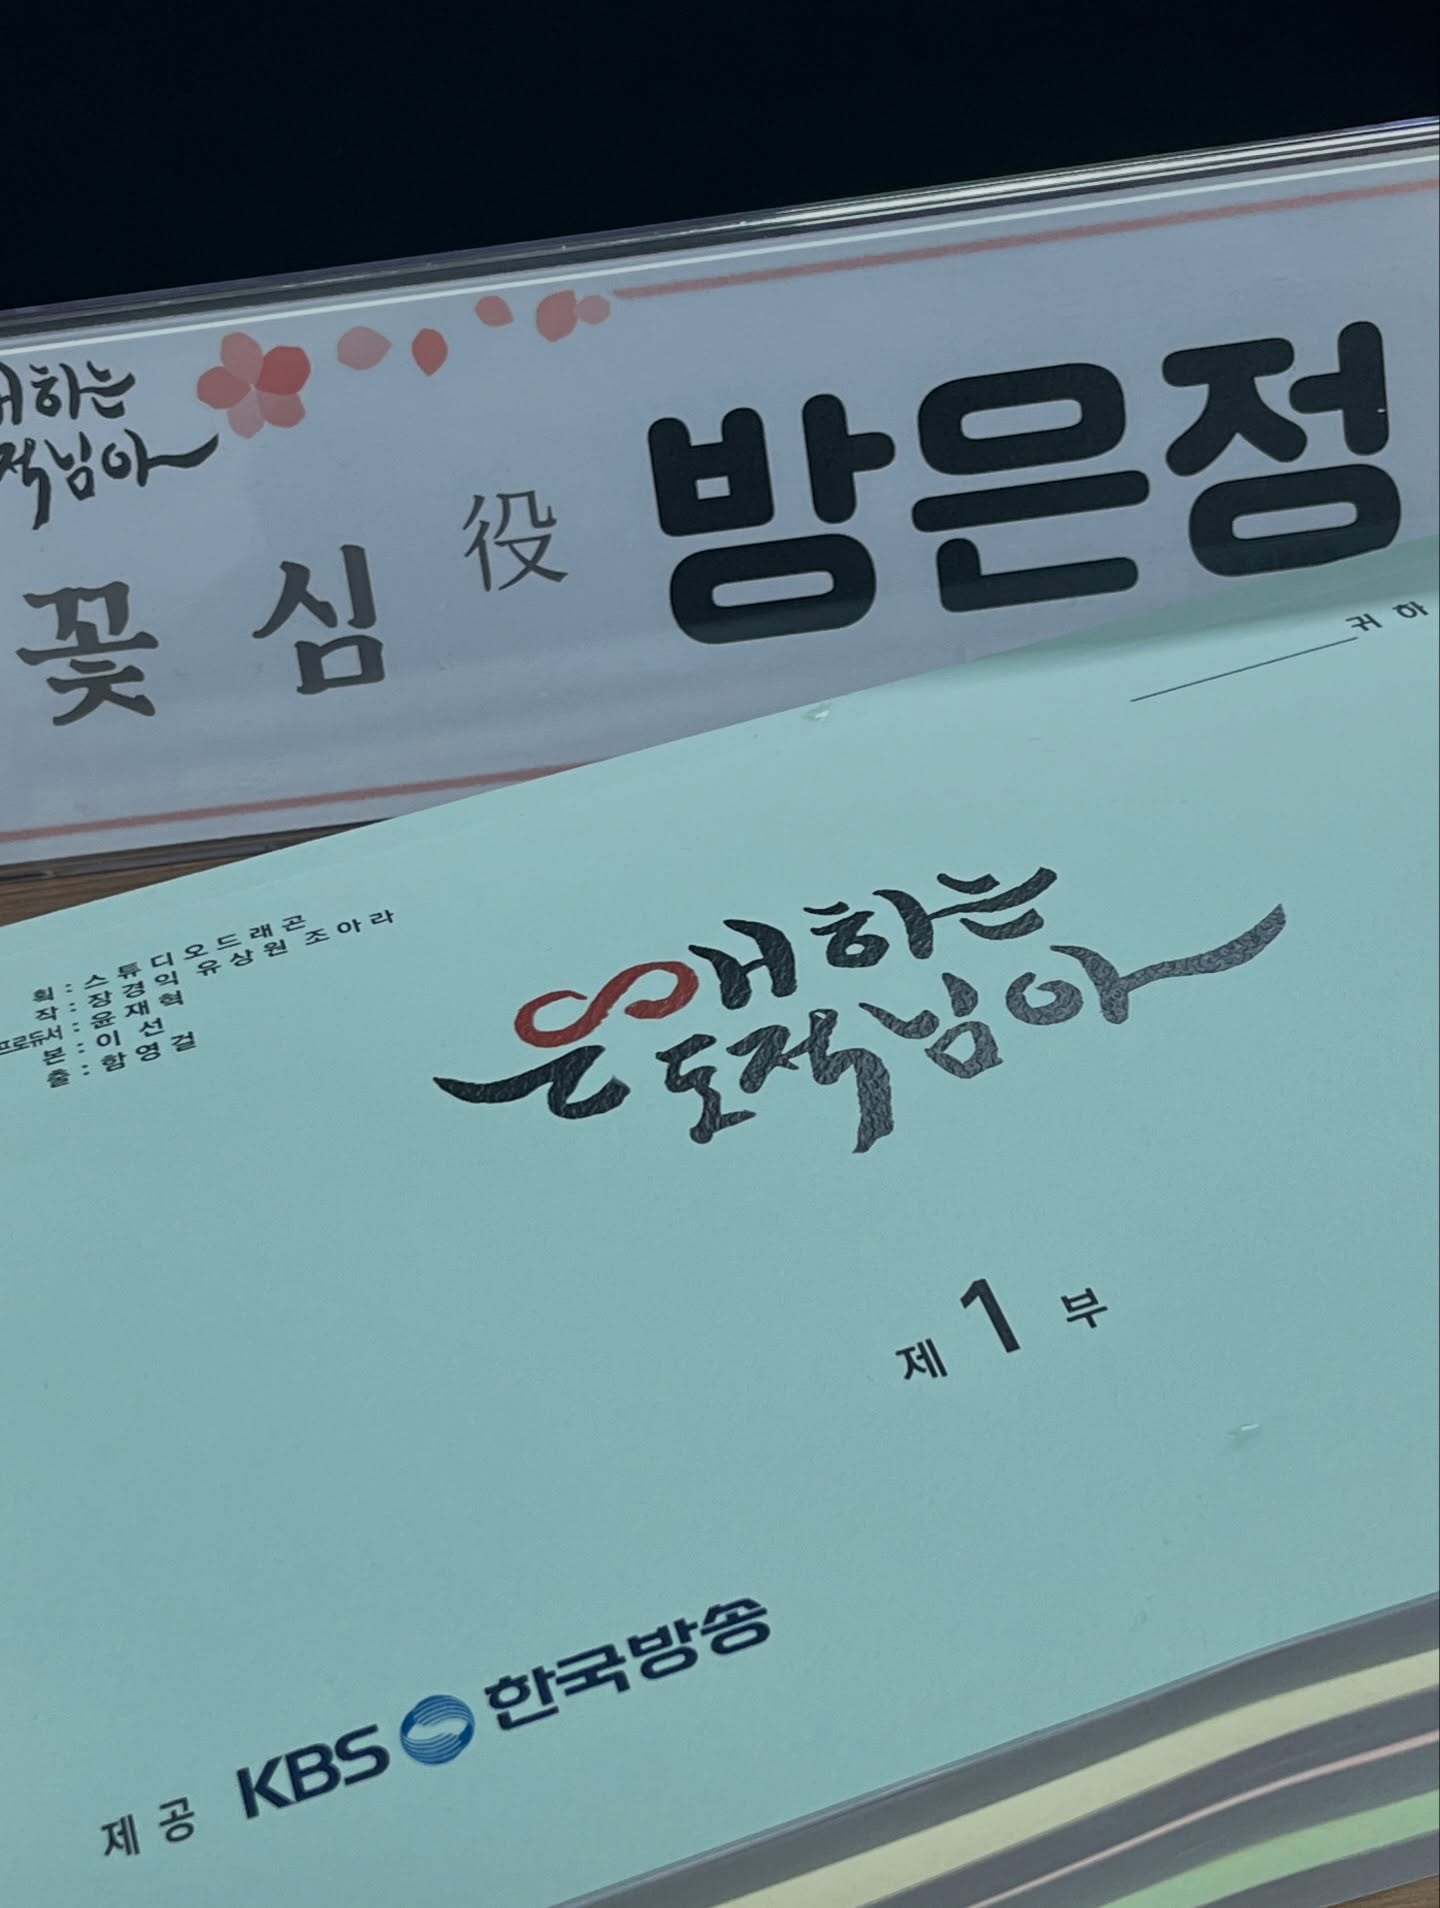 하는
적님아
꽃심 役 방은정
귀하
획 : 스튜디오드래곤
작 : 장경익 유상원 조아라
프로듀서 : 윤재혁
본 : 이 선
출 : 함영걸
은애하는
도적님아
제 1 부
제공 KBS 한국방송